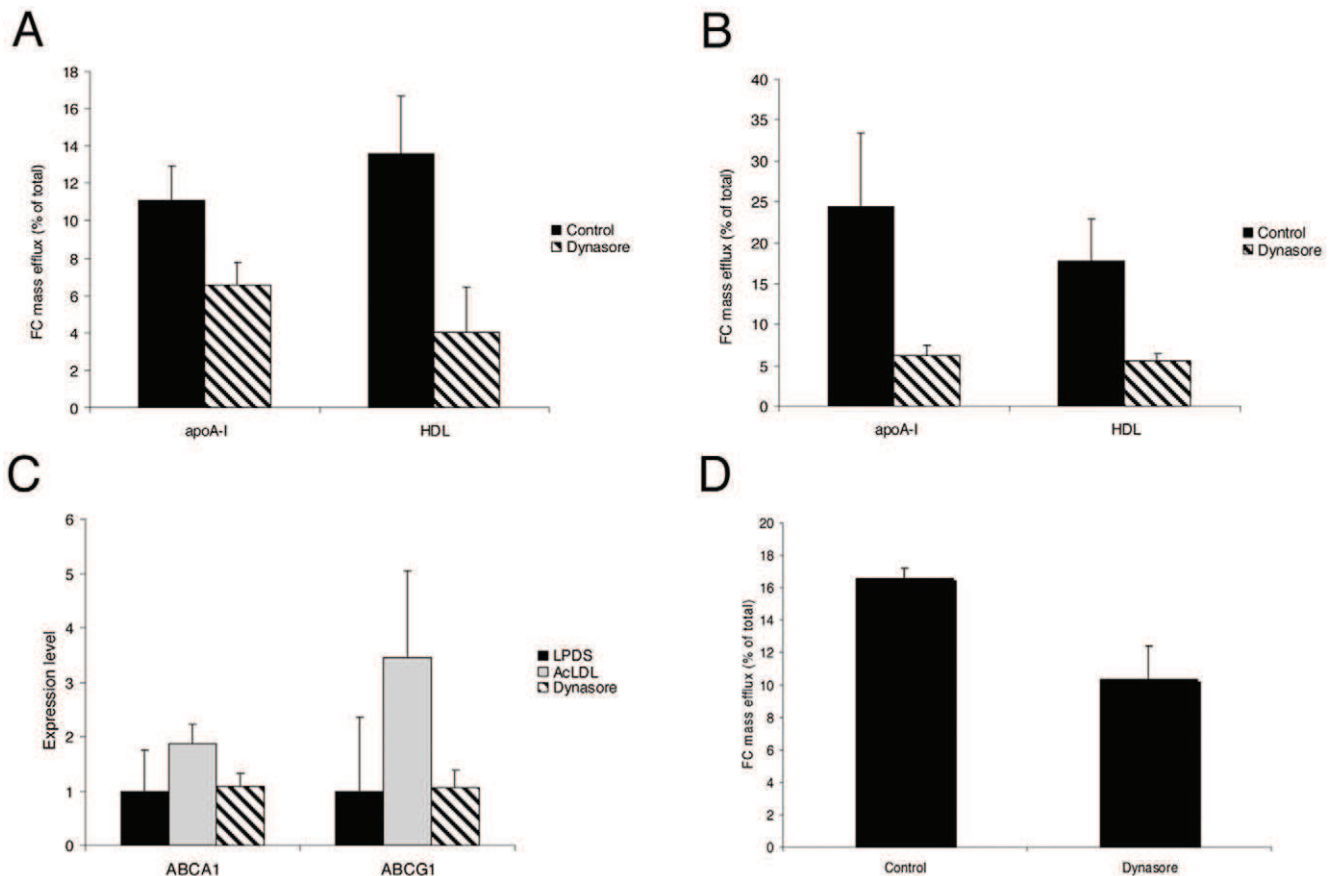 A
FC mass efflux (% of total)
18
16
14
12
10
8
6
4
2
0
apoA-I
HDL
Control
Dynasore
B
FC mass efflux (% of total)
40
35
30
25
20
15
10
5
0
apoA-I
HDL
Control
Dynasore
C
Expression level
6
5
4
3
2
1
0
ABCA1
ABCG1
LPDS
AcLDL
Dynasore
D
FC mass efflux (% of total)
20
18
16
14
12
10
8
6
4
2
0
Control
Dynasore